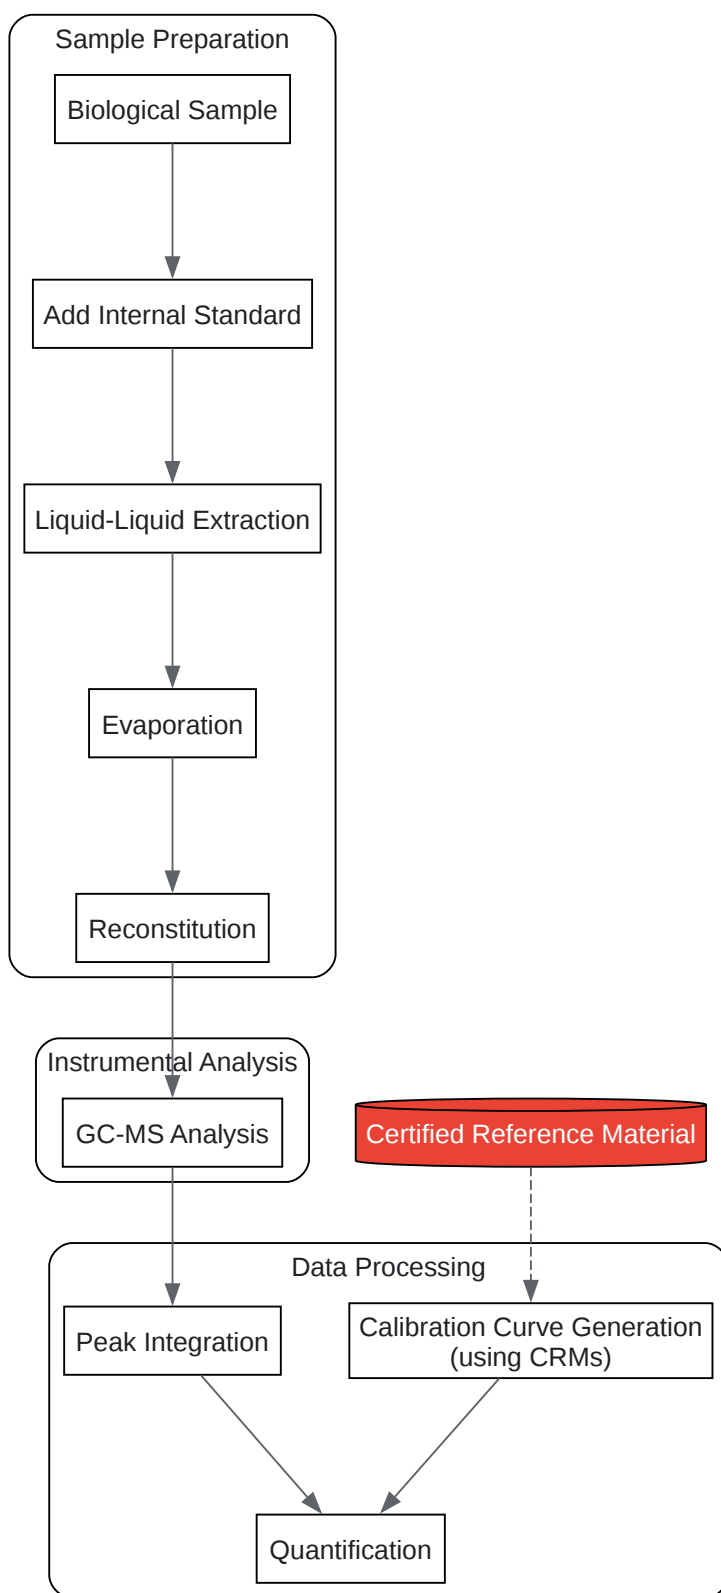 Sample Preparation
Biological Sample
Add Internal Standard
Liquid-Liquid Extraction
Evaporation
Reconstitution
Instrumental Analysis
GC-MS Analysis
Certified Reference Material
Data Processing
Peak Integration
Calibration Curve Generation
(using CRMs)
Quantification